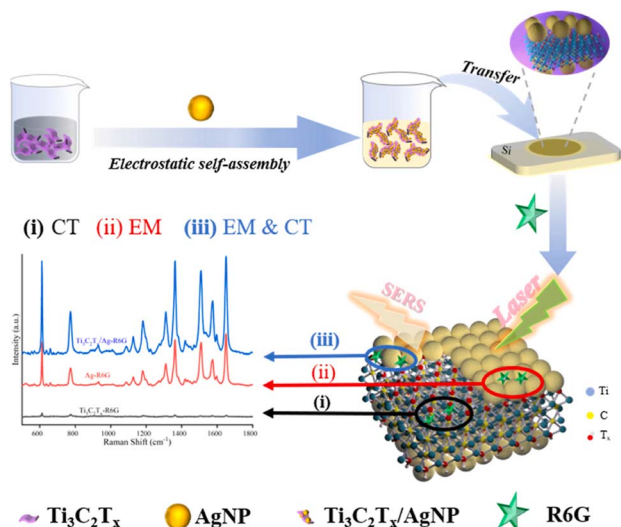 Transfer
Electrostatic self-assembly
Si
(i) CT (ii) EM (iii) EM & CT
SERS
Laser
Intensity (a.u.)
Ti₃C₂Tₓ/Ag-R6G
Ag-R6G
Ti₃C₂Tₓ-R6G
600 800 1000 1200 1400 1600 1800
Raman Shift (cm⁻¹)
(iii)
(ii)
(i)
Ti
C
Tₓ
Ti₃C₂Tₓ AgNP Ti₃C₂Tₓ/AgNP R6G